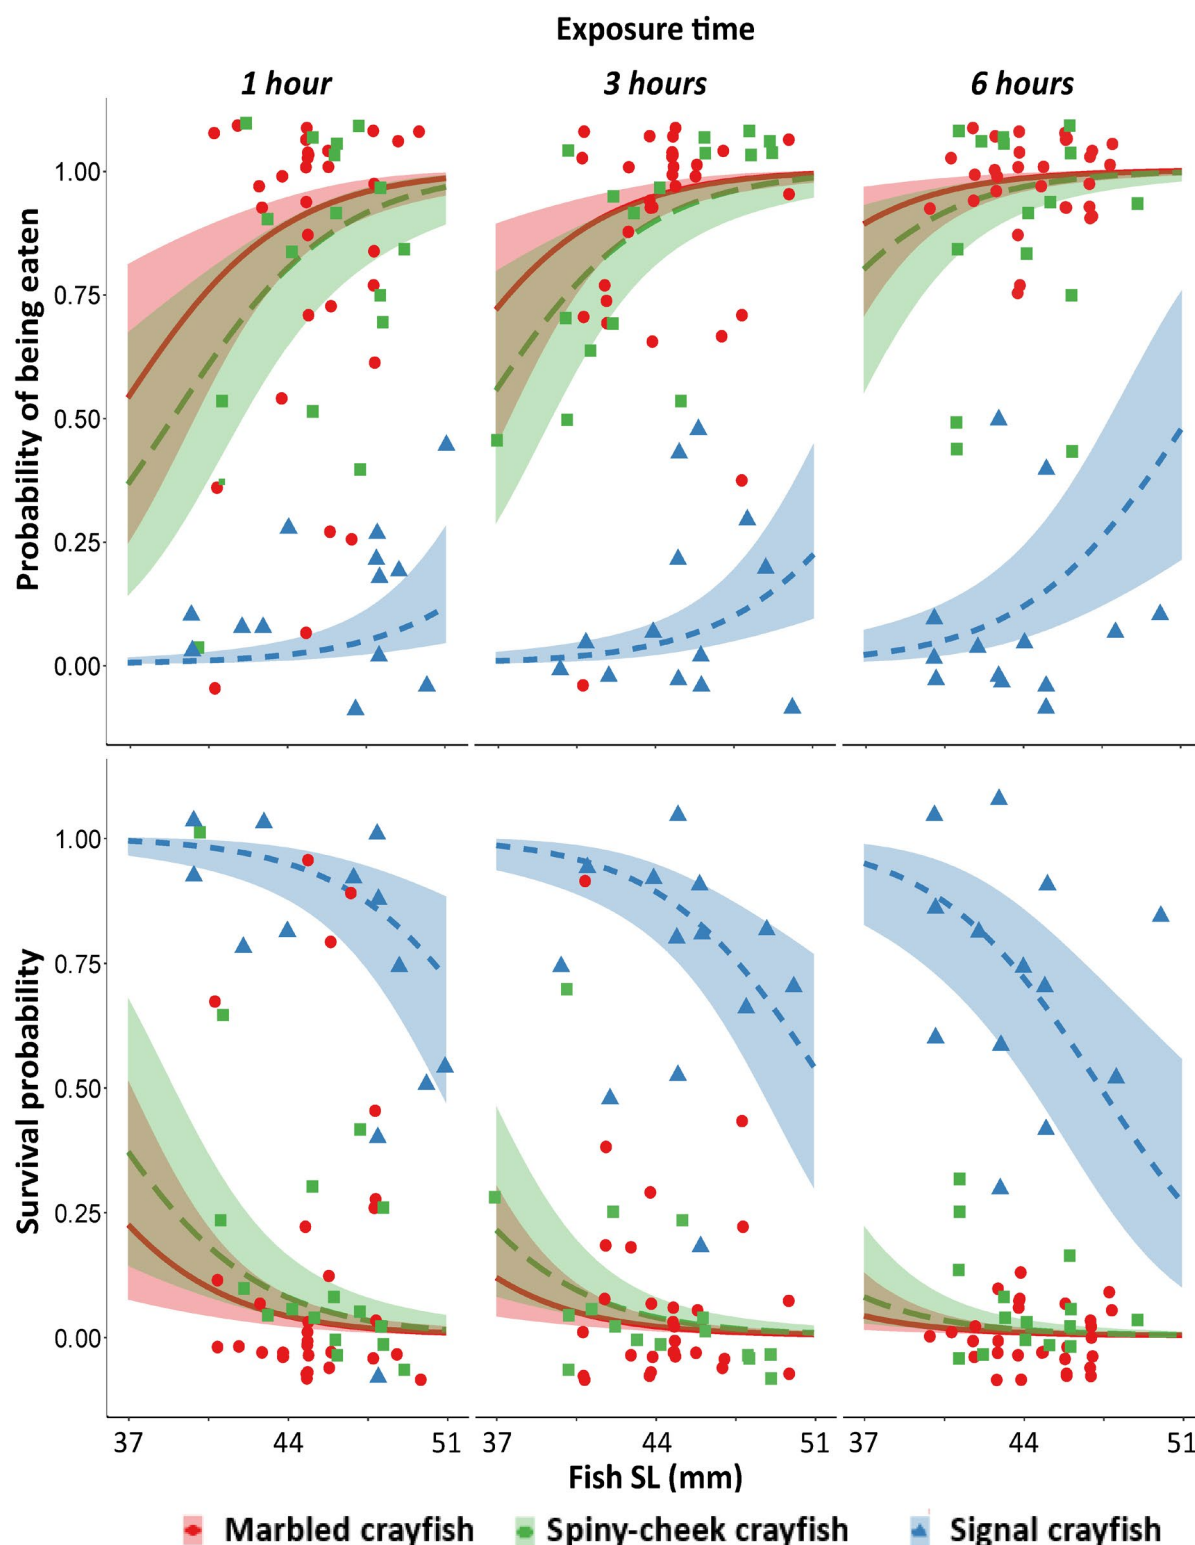 Exposure time
1 hour 3 hours 6 hours
Probability of being eaten
1.00
0.75
0.50
0.25
0.00
Survival probability
1.00
0.75
0.50
0.25
0.00
37 44 51 37 44 51 37 44 51
Fish SL (mm)
Marbled crayfish Spiny-cheek crayfish Signal crayfish